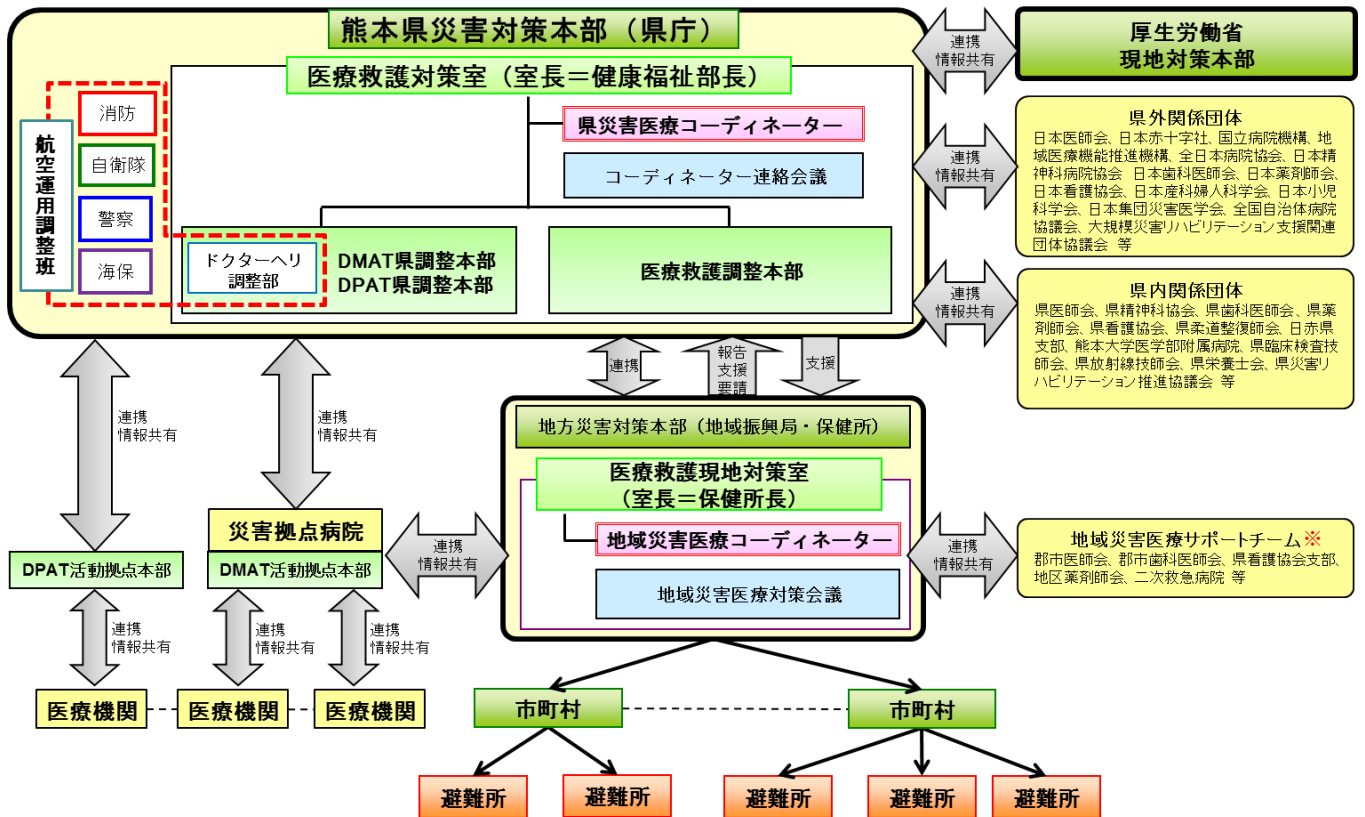 熊本県災害対策本部（県庁）
医療救護対策室（室長＝健康福祉部長）
県災害医療コーディネーター
コーディネーター連絡会議
航空運用調整班
消防
自衛隊
警察
海保
ドクターヘリ
調整部
DMAT県調整本部
DPAT県調整本部
医療救護調整本部
連携
情報共有
厚生労働省
現地対策本部
連携
情報共有
県外関係団体
日本医師会、日本赤十字社、国立病院機構、地
域医療機能推進機構、全日本病院協会、日本精
神科病院協会　日本歯科医師会、日本薬剤師会、
日本看護協会、日本産科婦人科学会、日本小児
科学会、日本集団災害医学会、全国自治体病院
協議会、大規模災害リハビリテーション支援関連
団体協議会 等
連携
情報共有
県内関係団体
県医師会、県精神科協会、県歯科医師会、県薬
剤師会、県看護協会、県柔道整復師会、日赤県
支部、熊本大学医学部附属病院、県臨床検査技
師会、県放射線技師会、県栄養士会、県災害リ
ハビリテーション推進協議会 等
連携
情報共有
連携
情報共有
連携
報告
支援
要請
支援
地方災害対策本部（地域振興局・保健所）
医療救護現地対策室
（室長＝保健所長）
地域災害医療コーディネーター
地域災害医療対策会議
災害拠点病院
DPAT活動拠点本部
DMAT活動拠点本部
連携
情報共有
連携
情報共有
地域災害医療サポートチーム※
郡市医師会、郡市歯科医師会、県看護協会支部、
地区薬剤師会、二次救急病院 等
連携
情報共有
連携
情報共有
連携
情報共有
医療機関
医療機関
医療機関
市町村
市町村
避難所
避難所
避難所
避難所
避難所